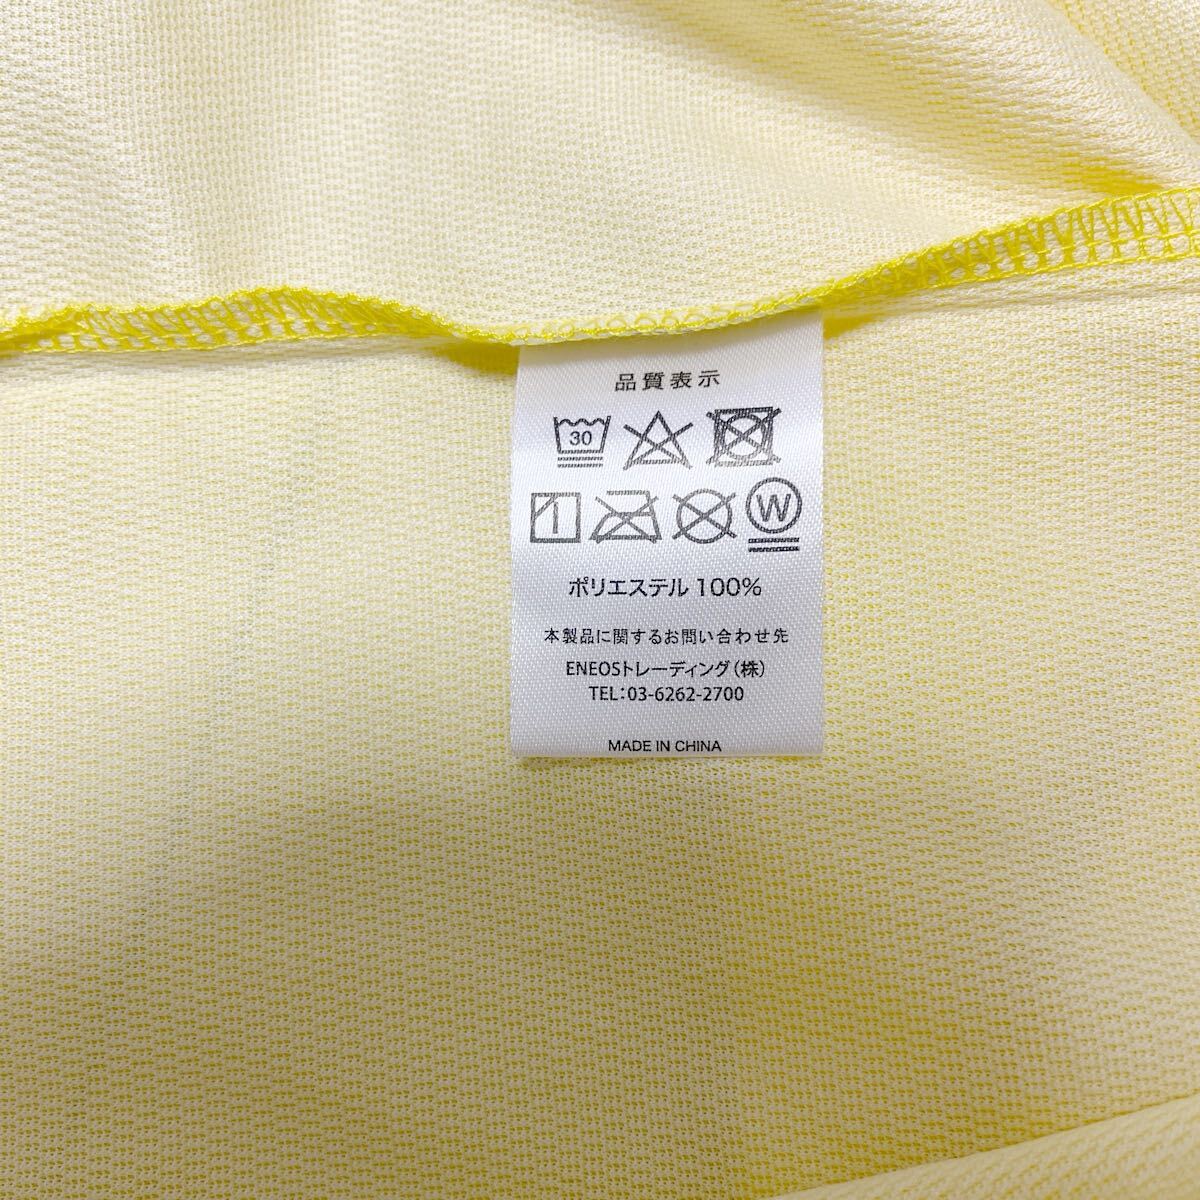 品質表示
30
W
ポリエステル 100%
本製品に関するお問い合わせ先
ENEOSトレーディング(株)
TEL:03-6262-2700
MADE IN CHINA